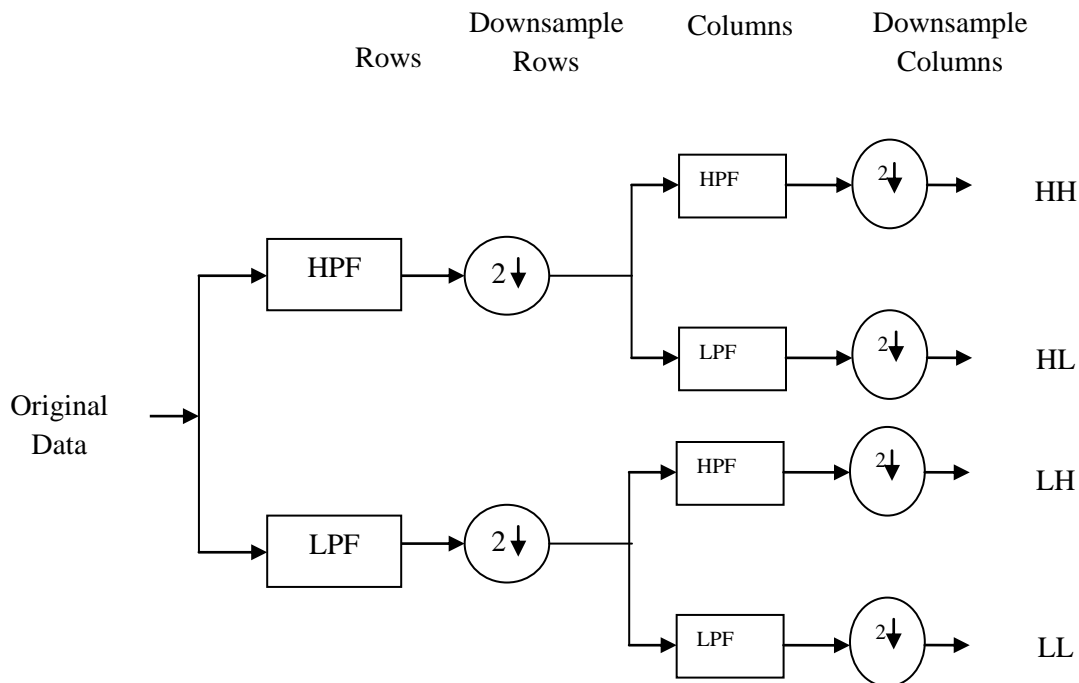 Rows
Downsample
Rows
Columns
Downsample
Columns
HPF
2
HH
HPF
2
LPF
2
HL
Original
Data
HPF
2
LH
LPF
2
LPF
2
LL